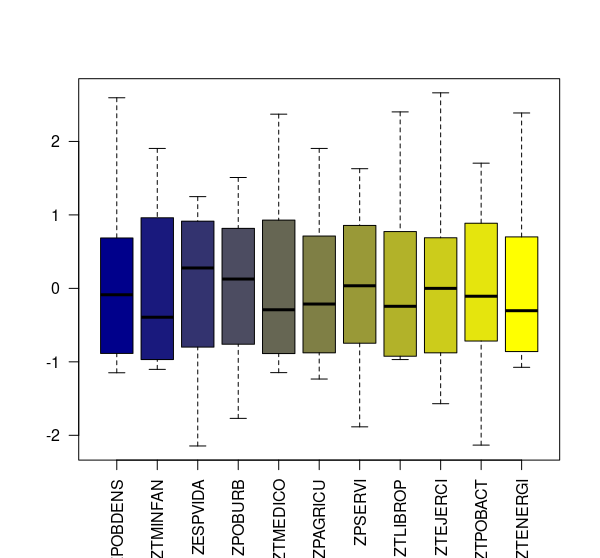 2
1
0
-1
-2
POBDENS
ZTMINFAN
ZESPVIDA
ZPOBURB
ZTMEDICO
ZPAGRICU
ZPSERVI
ZTLIBROP
ZTEJERCI
ZTPOBACT
ZTENERGI